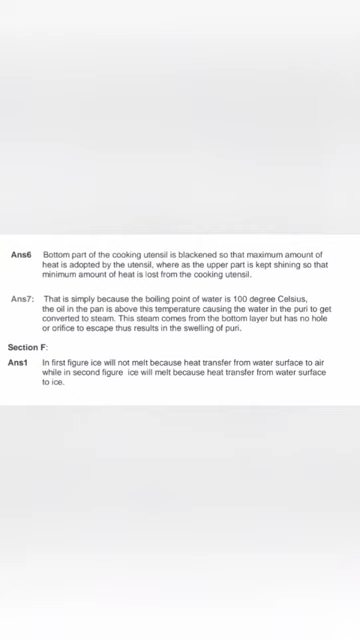 Ans6 Bottom part of the cooking utensil is blackened so that maximum amount of
heat is adopted by the utensil, where as the upper part is kept shining so that
minimum amount of heat is lost from the cooking utensil.
Ans7: That is simply because the boiling point of water is 100 degree Celsius,
the oil in the pan is above this temperature causing the water in the puri to get
converted to steam. This steam comes from the bottom layer but has no hole
or orifice to escape thus results in the swelling of puri.
Section F:
Ans1 In first figure ice will not melt because heat transfer from water surface to air
while in second figure ice will melt because heat transfer from water surface
to ice.